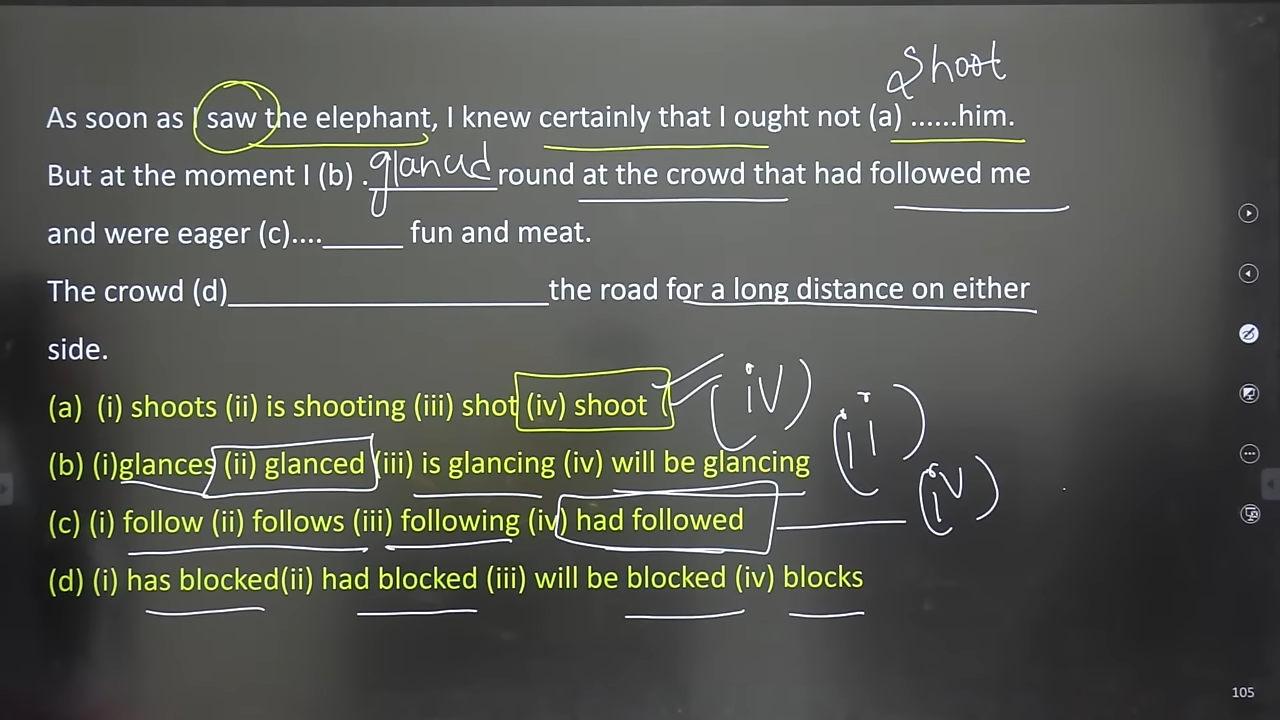 shoot
As soon as I saw the elephant, I knew certainly that I ought not (a) ......him.
But at the moment I (b) .glanced round at the crowd that had followed me
and were eager (c)....______ fun and meat.
The crowd (d)____________________the road for a long distance on either
side.
(a) (i) shoots (ii) is shooting (iii) shot (iv) shoot (iv)
(b) (i)glances (ii) glanced (iii) is glancing (iv) will be glancing (ii)
(c) (i) follow (ii) follows (iii) following (iv) had followed (iv)
(d) (i) has blocked(ii) had blocked (iii) will be blocked (iv) blocks
105